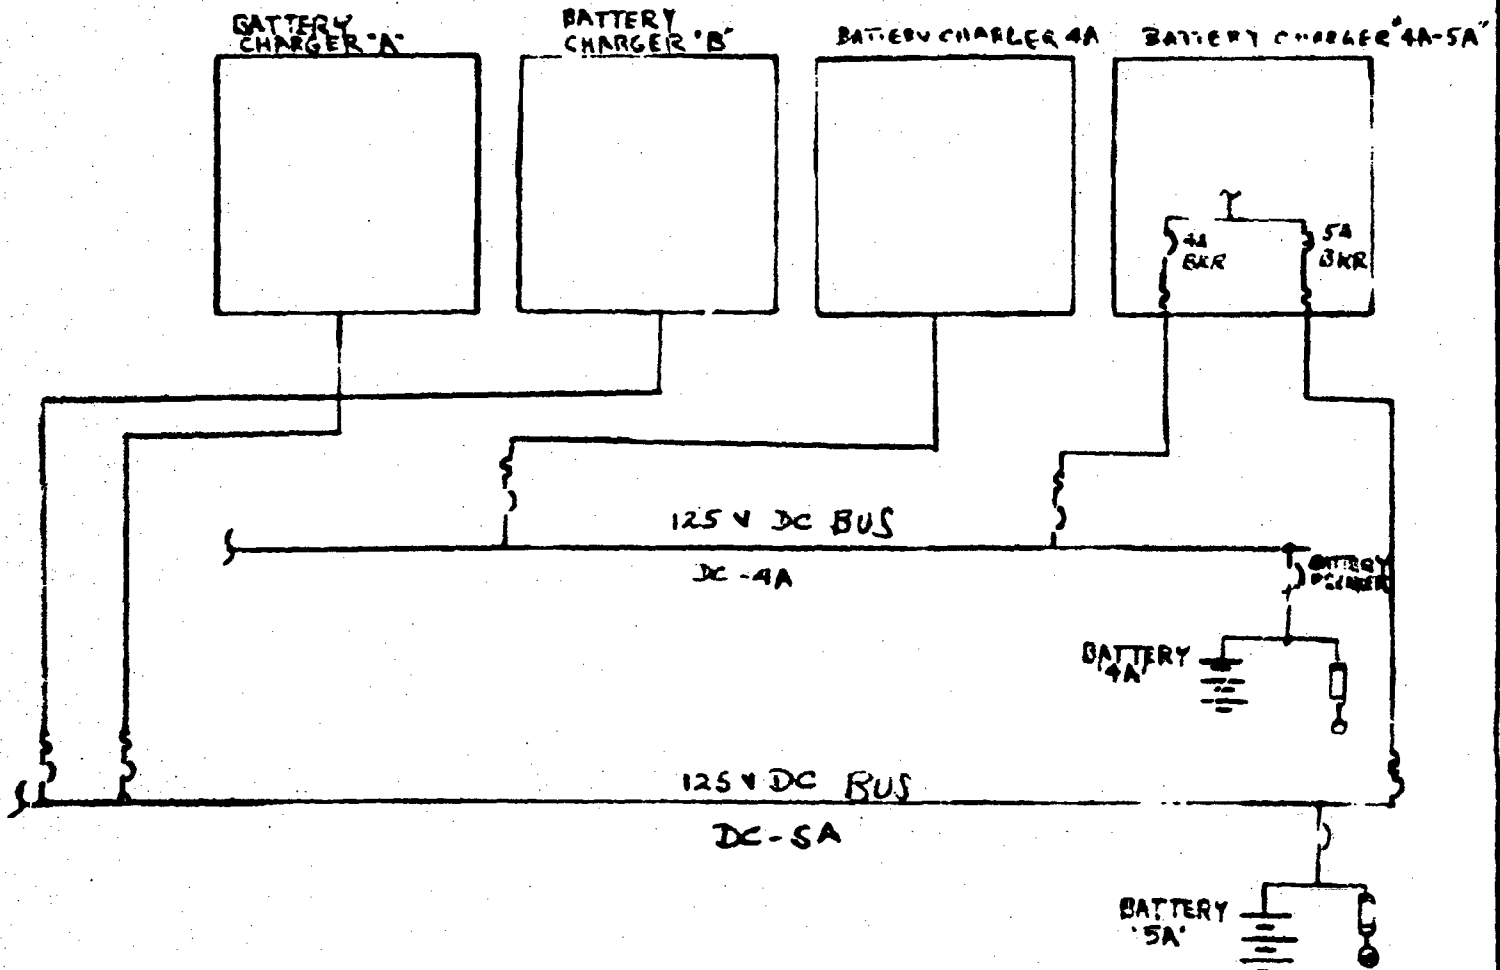 BATTERY
CHARGER "A"
BATTERY
CHARGER "B"
BATTERY CHARGER 4A
BATTERY CHARGER "4A-5A"
4A
BKR
5A
BKR
125 V DC BUS
DC-4A
BATTERY
BREAKER
BATTERY
'4A'
125 V DC BUS
DC-5A
BATTERY
'5A'